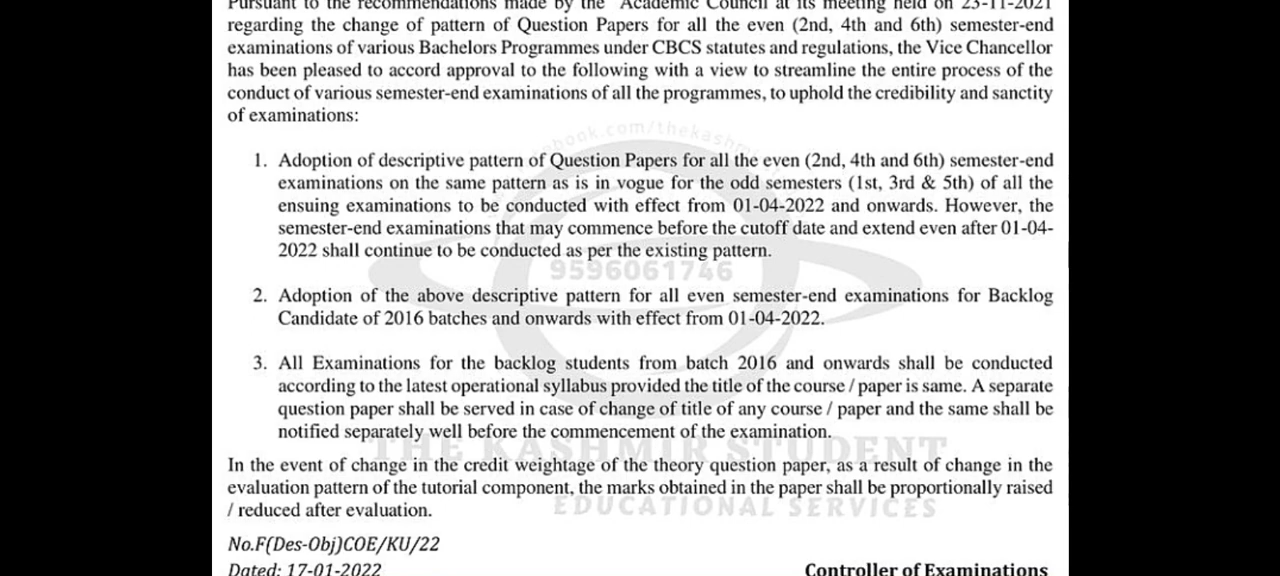 Pursuant to the recommendations made by the Academic Council at its meeting held on 23-11-2021
regarding the change of pattern of Question Papers for all the even (2nd, 4th and 6th) semester-end
examinations of various Bachelors Programmes under CBCS statutes and regulations, the Vice Chancellor
has been pleased to accord approval to the following with a view to streamline the entire process of the
conduct of various semester-end examinations of all the programmes, to uphold the credibility and sanctity
of examinations:
1. Adoption of descriptive pattern of Question Papers for all the even (2nd, 4th and 6th) semester-end
examinations on the same pattern as is in vogue for the odd semesters (1st, 3rd & 5th) of all the
ensuing examinations to be conducted with effect from 01-04-2022 and onwards. However, the
semester-end examinations that may commence before the cutoff date and extend even after 01-04-
2022 shall continue to be conducted as per the existing pattern.
9596061746
2. Adoption of the above descriptive pattern for all even semester-end examinations for Backlog
Candidate of 2016 batches and onwards with effect from 01-04-2022.
3. All Examinations for the backlog students from batch 2016 and onwards shall be conducted
according to the latest operational syllabus provided the title of the course / paper is same. A separate
question paper shall be served in case of change of title of any course / paper and the same shall be
notified separately well before the commencement of the examination.
THE KASHMIR STUDENT
In the event of change in the credit weightage of the theory question paper, as a result of change in the
evaluation pattern of the tutorial component, the marks obtained in the paper shall be proportionally raised
/ reduced after evaluation.
EDUCATIONAL SERVICES
No.F(Des-Obj)COE/KU/22
Dated: 17-01-2022
Controller of Examinations